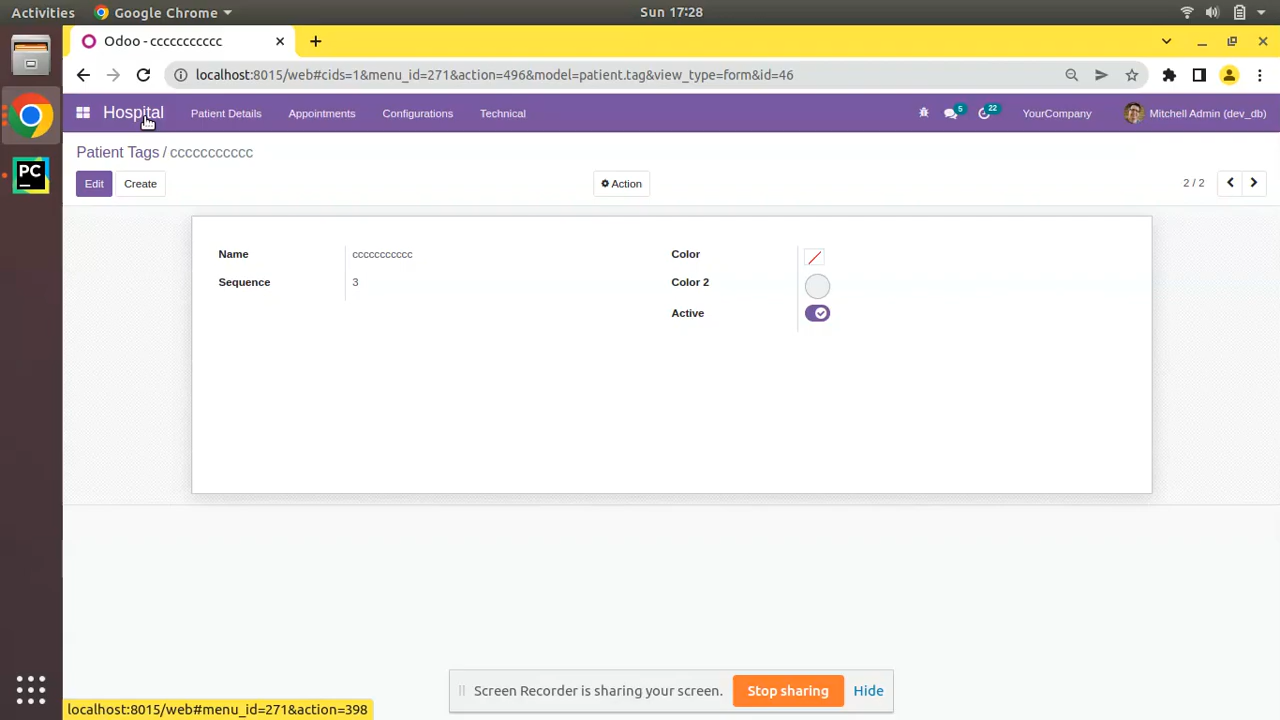 Activities Google Chrome Sun 17:28
Odoo - ccccccccccc
localhost:8015/web#cids=1&menu_id=271&action=496&model=patient.tag&view_type=form&id=46
Hospital Patient Details Appointments Configurations Technical 5 22 YourCompany Mitchell Admin (dev_db)
Patient Tags / ccccccccccc
Edit Create Action 2 / 2
Name ccccccccccc Color
Sequence 3 Color 2
Active
PC
Screen Recorder is sharing your screen. Stop sharing Hide
localhost:8015/web#menu_id=271&action=398